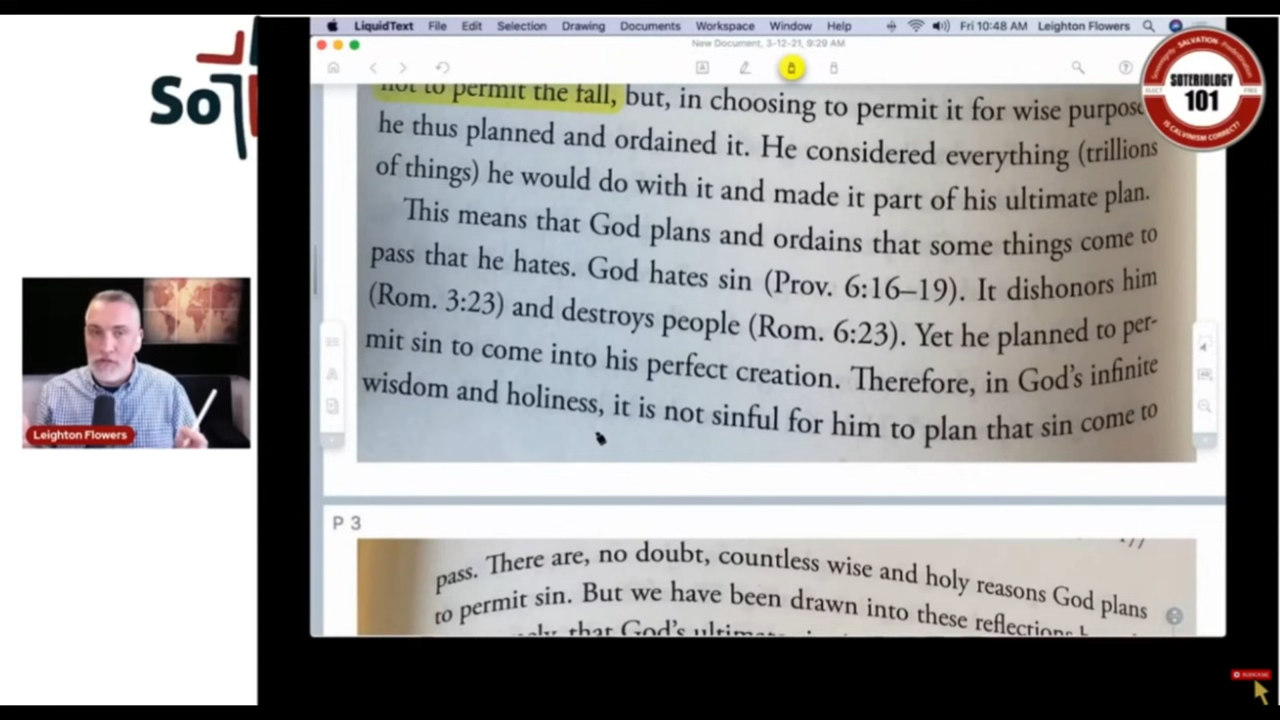 LiquidText File Edit Selection Drawing Documents Workspace Window Help Fri 10:48 AM Leighton Flowers
New Document, 3-12-21, 9:29 AM
So
SOTERIOLOGY
101
SALVATION
IS CALVINISM CORRECT?
not to permit the fall, but, in choosing to permit it for wise
he thus planned and ordained it. He considered everything (trillions
of things) he would do with it and made it part of his ultimate plan.
This means that God plans and ordains that some things come to
pass that he hates. God hates sin (Prov. 6:16–19). It dishonors him
(Rom. 3:23) and destroys people (Rom. 6:23). Yet he planned to per-
mit sin to come into his perfect creation. Therefore, in God's infinite
wisdom and holiness, it is not sinful for him to plan that sin come to
Leighton Flowers
P 3
pass. There are, no doubt, countless wise and holy reasons God plans
to permit sin. But we have been drawn into these reflections
that God's
SUBSCRIBE